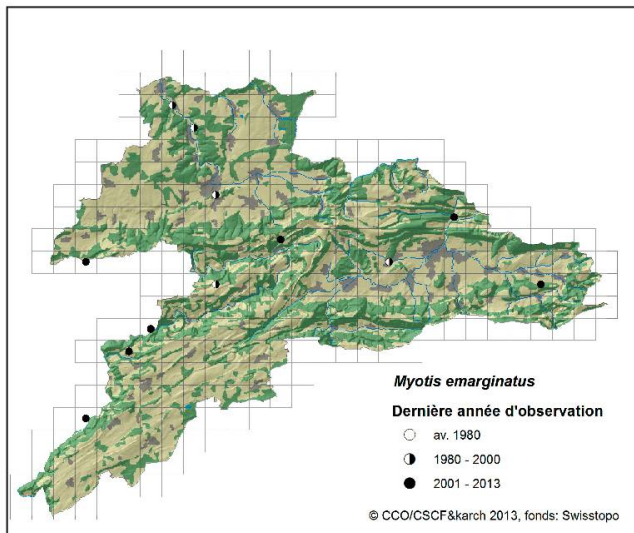 Myotis emarginatus
Dernière année d'observation
av. 1980
1980 - 2000
2001 - 2013
© CCO/CSCF&karch 2013, fonds: Swisstopo